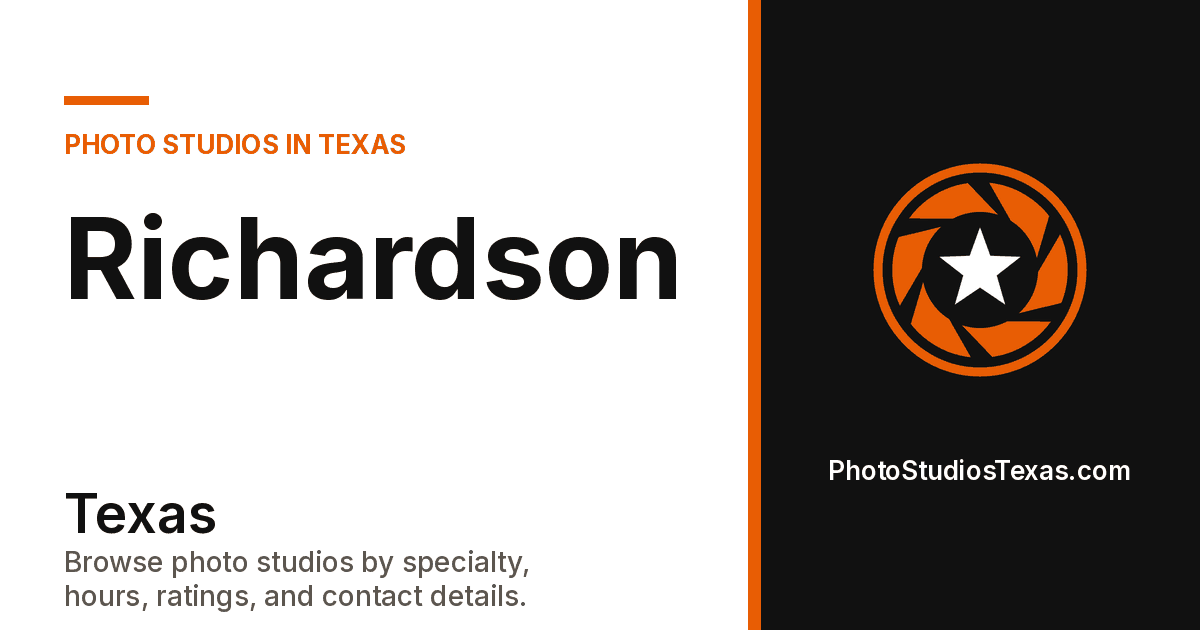 PHOTO STUDIOS IN TEXAS
Richardson
Texas
Browse photo studios by specialty,
hours, ratings, and contact details.
PhotoStudiosTexas.com